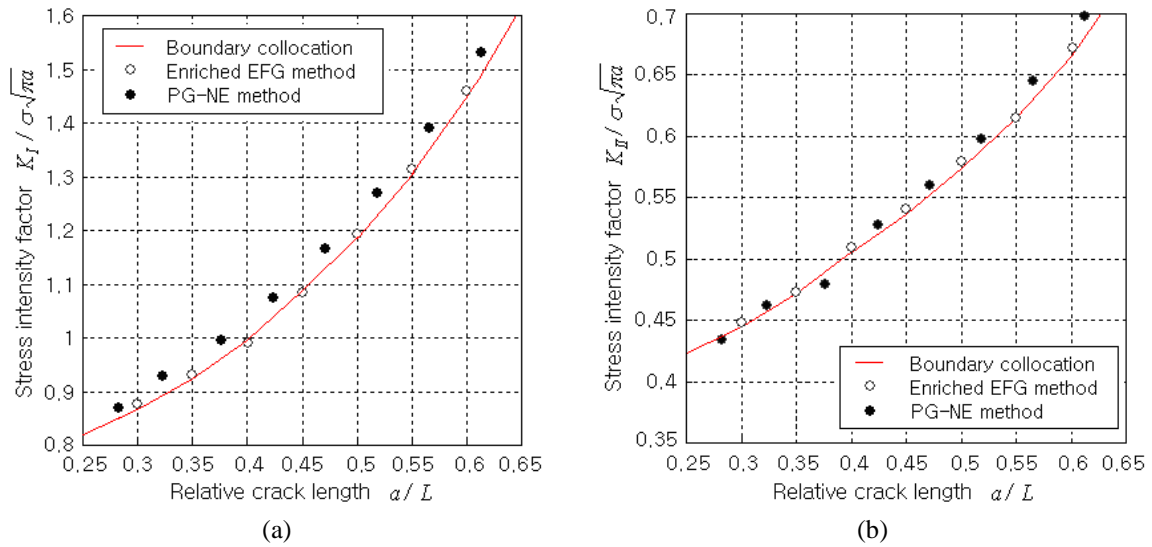 1.6
1.5
1.4
1.3
1.2
1.1
1
0.9
0.8
Stress intensity factor K_I / σ√πa
Boundary collocation
Enriched EFG method
PG-NE method
0.25 0.3 0.35 0.4 0.45 0.5 0.55 0.6 0.65
Relative crack length a / L
(a)
0.7
0.65
0.6
0.55
0.5
0.45
0.4
0.35
Stress intensity factor K_II / σ√πa
Boundary collocation
Enriched EFG method
PG-NE method
0.25 0.3 0.35 0.4 0.45 0.5 0.55 0.6 0.65
Relative crack length a / L
(b)